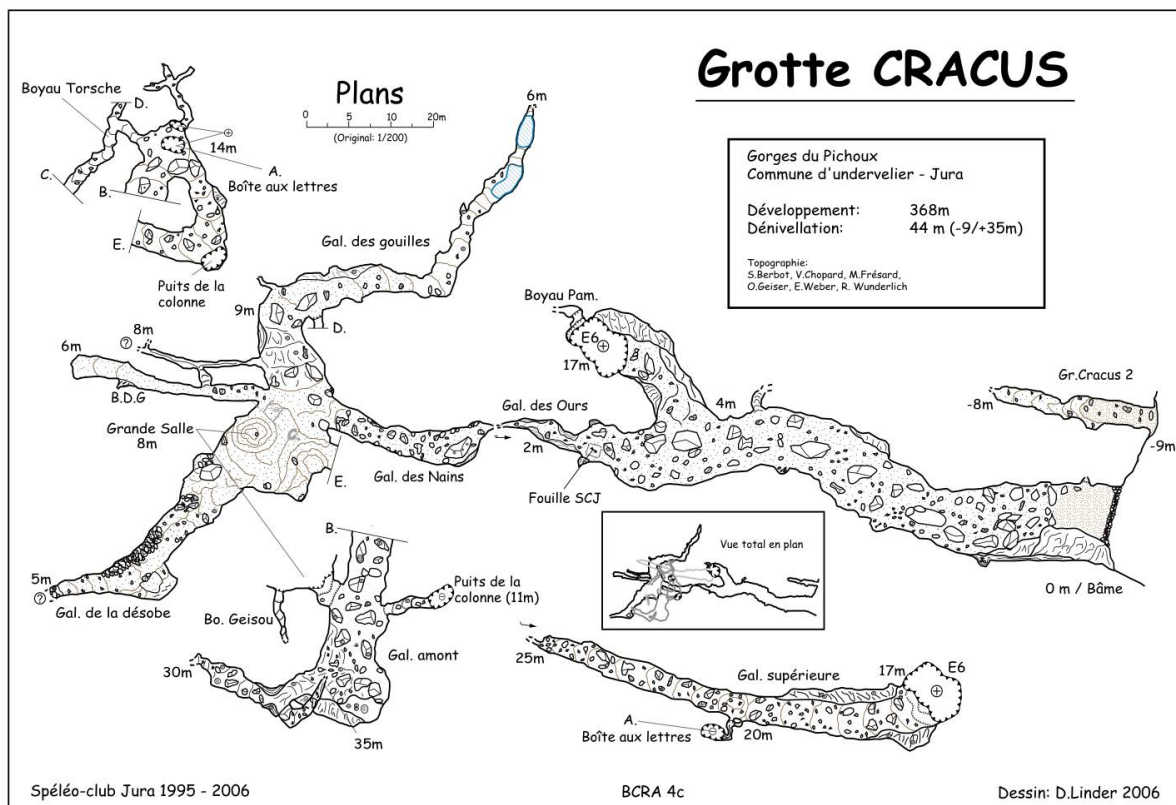 Grotte CRACUS
Plans
0 5 10 20m
(Original: 1/200)
Gorges du Pichoux
Commune d'undervelier - Jura
Développement: 368m
Dénivellation: 44 m (-9/+35m)
Topographie:
S.Berbot, V.Chopard, M.Frésard,
O.Geiser, E.Weber, R. Wunderlich
Boyau Torsche
D.
14m
A.
Boîte aux lettres
C.
B.
E.
Puits de la
colonne
6m
Gal. des gouilles
9m
D.
8m
?
6m
B.D.G
Grande Salle
8m
E.
Gal. des Nains
5m
?
Gal. de la désobe
Boyau Pam.
E6
17m
4m
Gal. des Ours
2m
Fouille SCJ
Gr.Cracus 2
-8m
-9m
0 m / Bâme
Vue total en plan
B.
Puits de la
colonne (11m)
Bo. Geisou
Gal. amont
30m
35m
25m
Gal. supérieure
17m
E6
A.
Boîte aux lettres
20m
Spéléo-club Jura 1995 - 2006
BCRA 4c
Dessin: D.Linder 2006